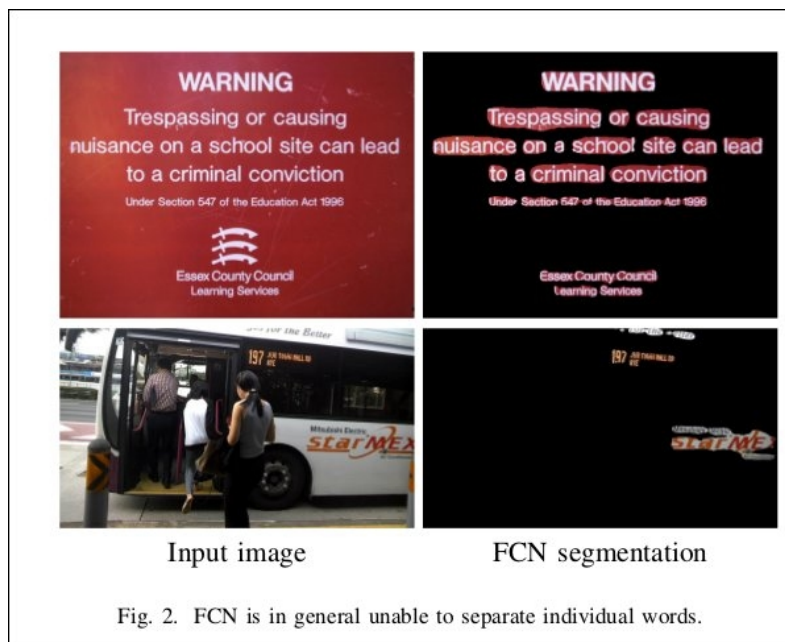 WARNING
Trespassing or causing
nuisance on a school site can lead
to a criminal conviction
Under Section 547 of the Education Act 1996
Essex County Council
Learning Services
WARNING
Trespassing or causing
nuisance on a school site can lead
to a criminal conviction
Under Section 547 of the Education Act 1996
Essex County Council
Learning Services
for the Better
197
Mitsubishi Electric
starMEX
197
starMEX
Input image
FCN segmentation
Fig. 2. FCN is in general unable to separate individual words.